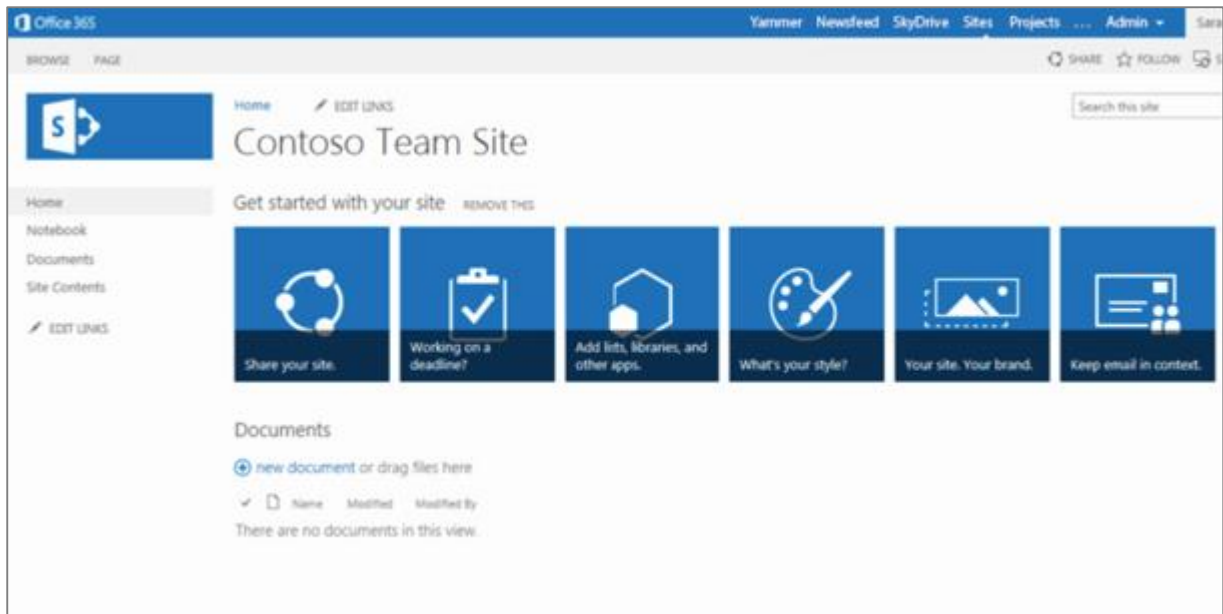 Office 365
Yammer Newsfeed SkyDrive Sites Projects ... Admin
BROWSE PAGE
SHARE FOLLOW
S
Home EDIT LINKS
Search this site
Contoso Team Site
Get started with your site REMOVE THIS
Home
Notebook
Documents
Site Contents
EDIT LINKS
Share your site.
Working on a
deadline?
Add lists, libraries, and
other apps.
What's your style?
Your site. Your brand.
Keep email in context.
Documents
new document or drag files here
Name Modified Modified By
There are no documents in this view.